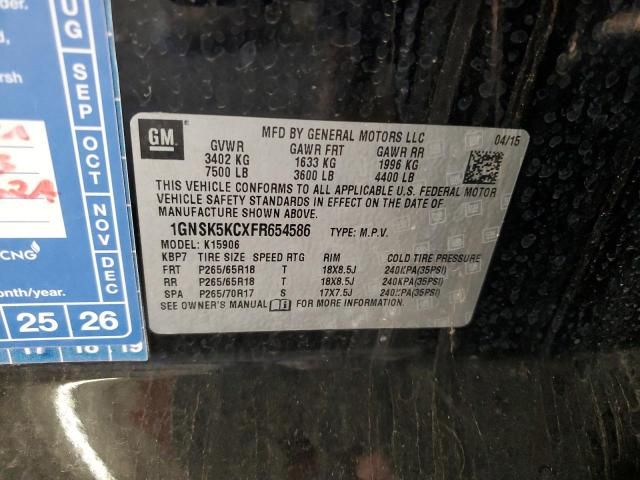 UG
SEP
OCT
NOV
DEC
CNG
onth/year.
25 26
17 18 19
GM
MFD BY GENERAL MOTORS LLC 04/15
GVWR GAWR FRT GAWR RR
3402 KG 1633 KG 1996 KG
7500 LB 3600 LB 4400 LB
THIS VEHICLE CONFORMS TO ALL APPLICABLE U.S. FEDERAL MOTOR
VEHICLE SAFETY STANDARDS IN EFFECT ON THE DATE OF
MANUFACTURE SHOWN ABOVE.
1GNSK5KCXFR654586 TYPE: M.P.V.
MODEL: K15906
KBP7 TIRE SIZE SPEED RTG RIM COLD TIRE PRESSURE
FRT P265/65R18 T 18X8.5J 240KPA(35PSI)
RR P265/65R18 T 18X8.5J 240KPA(35PSI)
SPA P265/70R17 S 17X7.5J 240KPA(35PSI)
SEE OWNER'S MANUAL FOR MORE INFORMATION.